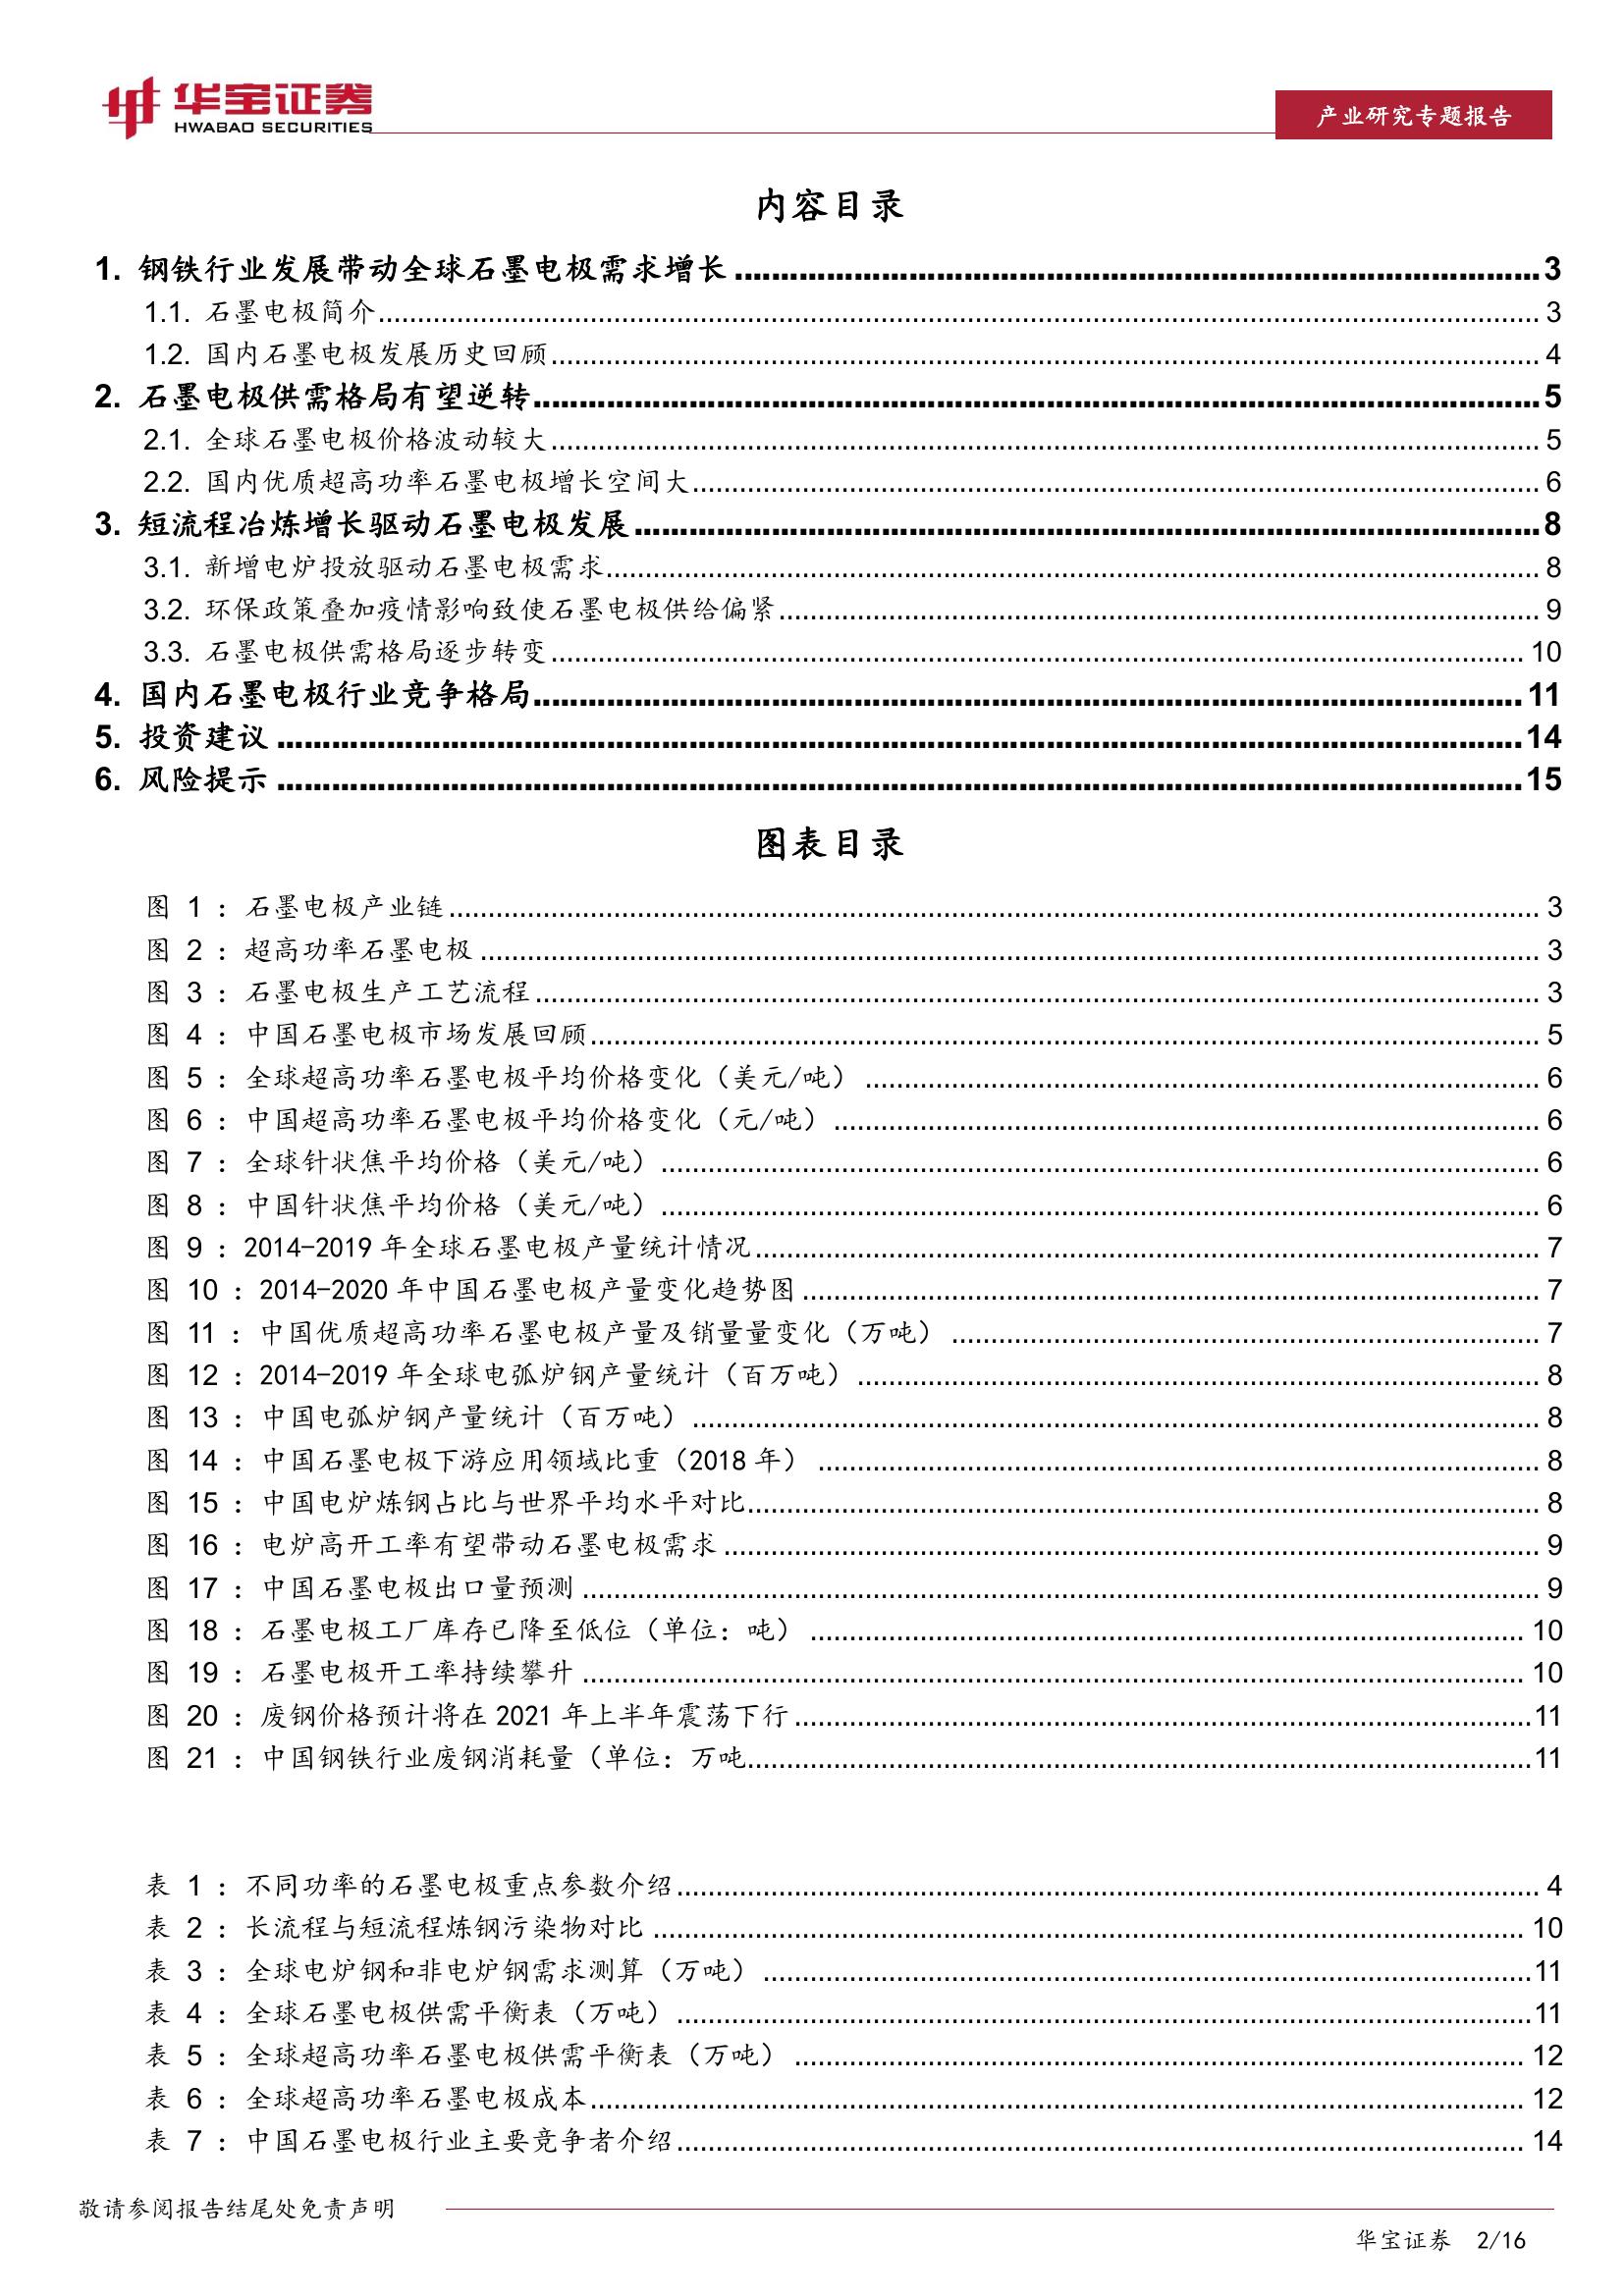 华宝证券
HWABAO SECURITIES
产业研究专题报告
内容目录
1. 钢铁行业发展带动全球石墨电极需求增长 3
1.1. 石墨电极简介 3
1.2. 国内石墨电极发展历史回顾 4
2. 石墨电极供需格局有望逆转 5
2.1. 全球石墨电极价格波动较大 5
2.2. 国内优质超高功率石墨电极增长空间大 6
3. 短流程冶炼增长驱动石墨电极发展 8
3.1. 新增电炉投放驱动石墨电极需求 8
3.2. 环保政策叠加疫情影响致使石墨电极供给偏紧 9
3.3. 石墨电极供需格局逐步转变 10
4. 国内石墨电极行业竞争格局 11
5. 投资建议 14
6. 风险提示 15
图表目录
图 1 ：石墨电极产业链 3
图 2 ：超高功率石墨电极 3
图 3 ：石墨电极生产工艺流程 3
图 4 ：中国石墨电极市场发展回顾 5
图 5 ：全球超高功率石墨电极平均价格变化（美元/吨） 6
图 6 ：中国超高功率石墨电极平均价格变化（元/吨） 6
图 7 ：全球针状焦平均价格（美元/吨） 6
图 8 ：中国针状焦平均价格（美元/吨） 6
图 9 ：2014-2019 年全球石墨电极产量统计情况 7
图 10 ：2014-2020 年中国石墨电极产量变化趋势图 7
图 11 ：中国优质超高功率石墨电极产量及销量量变化（万吨） 7
图 12 ：2014-2019 年全球电弧炉钢产量统计（百万吨） 8
图 13 ：中国电弧炉钢产量统计（百万吨） 8
图 14 ：中国石墨电极下游应用领域比重（2018 年） 8
图 15 ：中国电炉炼钢占比与世界平均水平对比 8
图 16 ：电炉高开工率有望带动石墨电极需求 9
图 17 ：中国石墨电极出口量预测 9
图 18 ：石墨电极工厂库存已降至低位（单位：吨） 10
图 19 ：石墨电极开工率持续攀升 10
图 20 ：废钢价格预计将在 2021 年上半年震荡下行 11
图 21 ：中国钢铁行业废钢消耗量（单位：万吨 11
表 1 ：不同功率的石墨电极重点参数介绍 4
表 2 ：长流程与短流程炼钢污染物对比 10
表 3 ：全球电炉钢和非电炉钢需求测算（万吨） 11
表 4 ：全球石墨电极供需平衡表（万吨） 11
表 5 ：全球超高功率石墨电极供需平衡表（万吨） 12
表 6 ：全球超高功率石墨电极成本 12
表 7 ：中国石墨电极行业主要竞争者介绍 14
敬请参阅报告结尾处免责声明
华宝证券 2/16